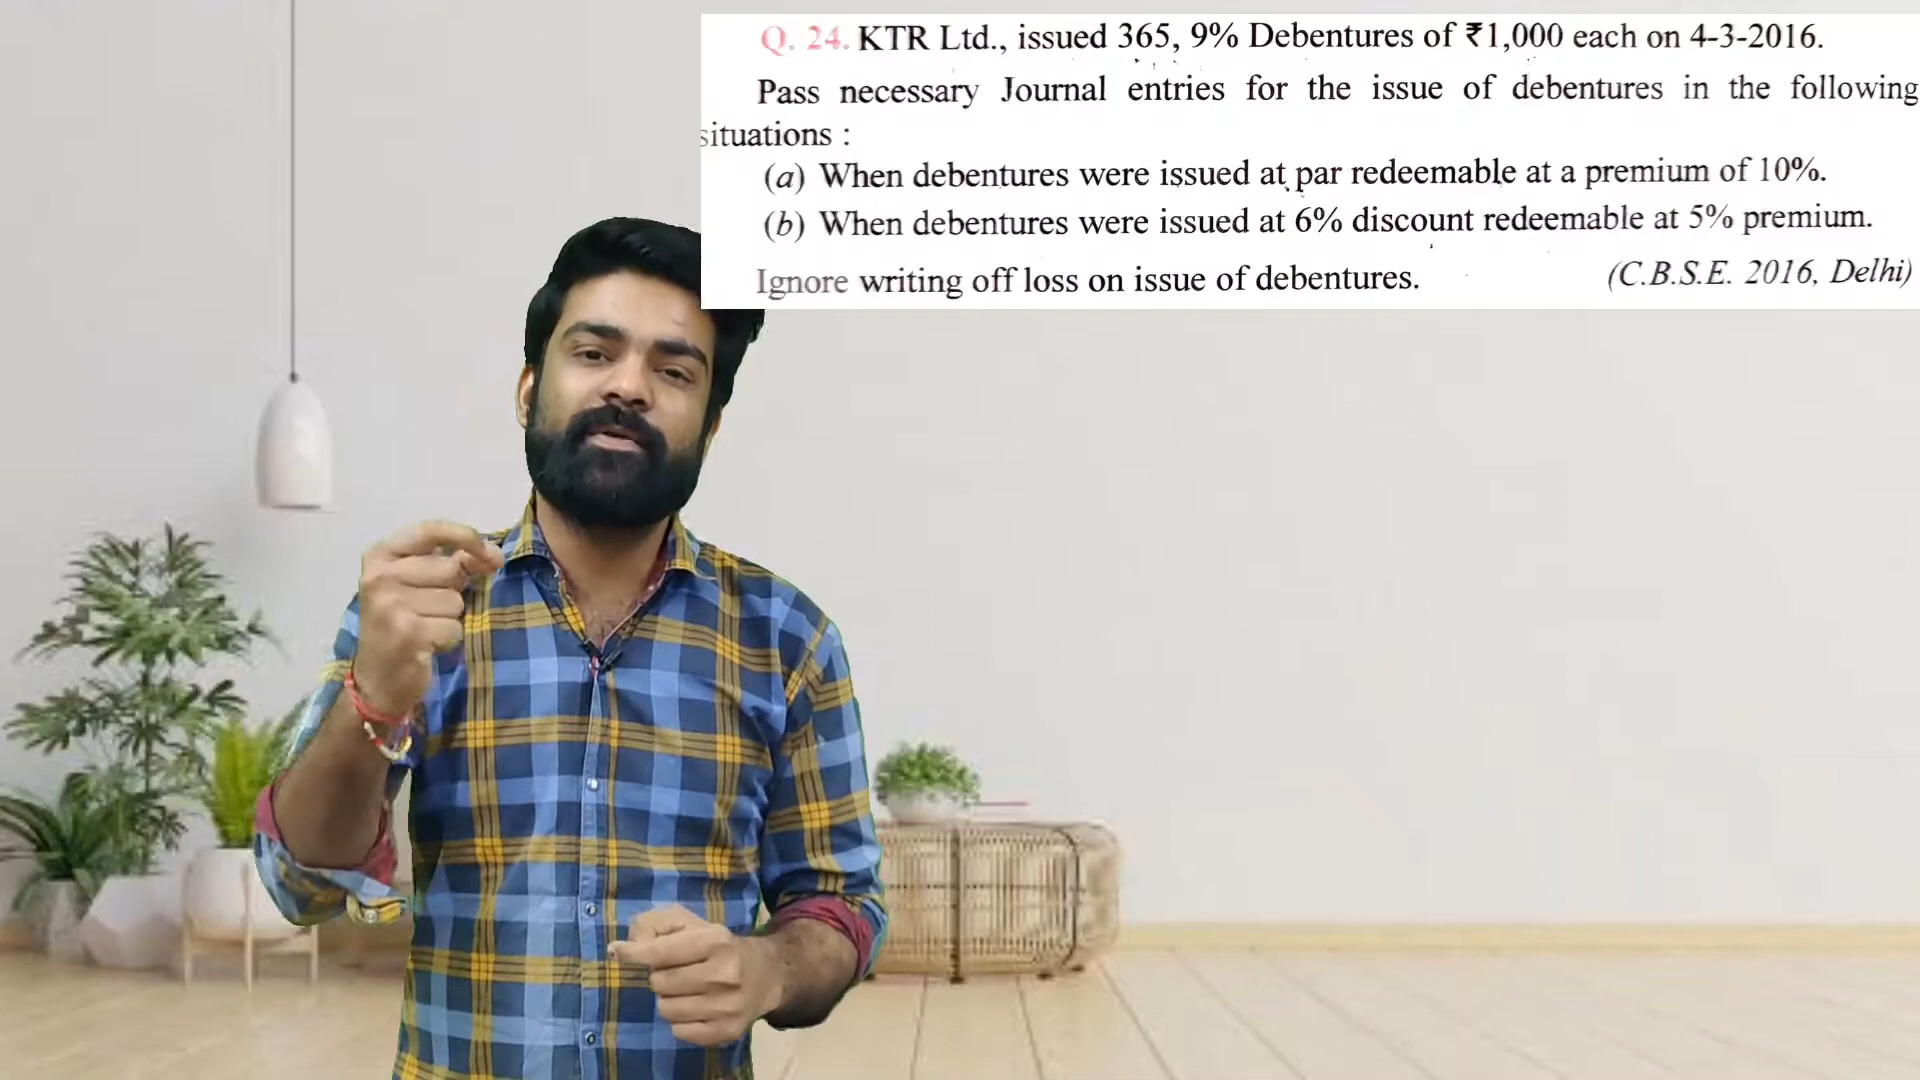 Q. 24. KTR Ltd., issued 365, 9% Debentures of ₹1,000 each on 4-3-2016.
Pass necessary Journal entries for the issue of debentures in the following
situations :
(a) When debentures were issued at par redeemable at a premium of 10%.
(b) When debentures were issued at 6% discount redeemable at 5% premium.
Ignore writing off loss on issue of debentures. (C.B.S.E. 2016, Delhi)